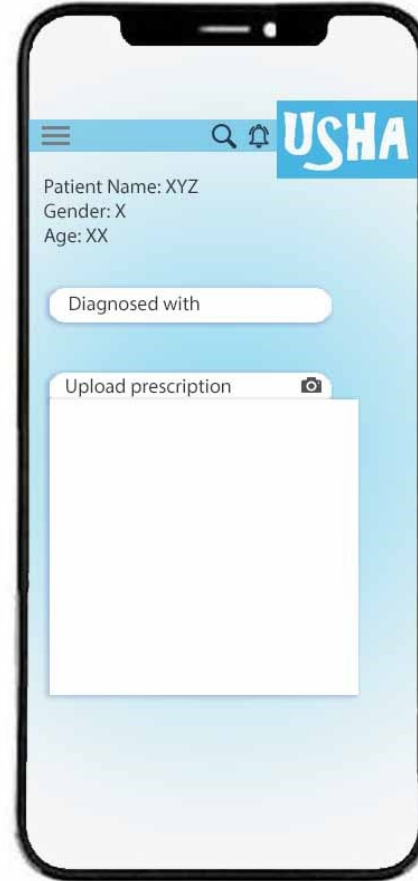 USHA
Patient Name: XYZ
Gender: X
Age: XX
Diagnosed with
Upload prescription